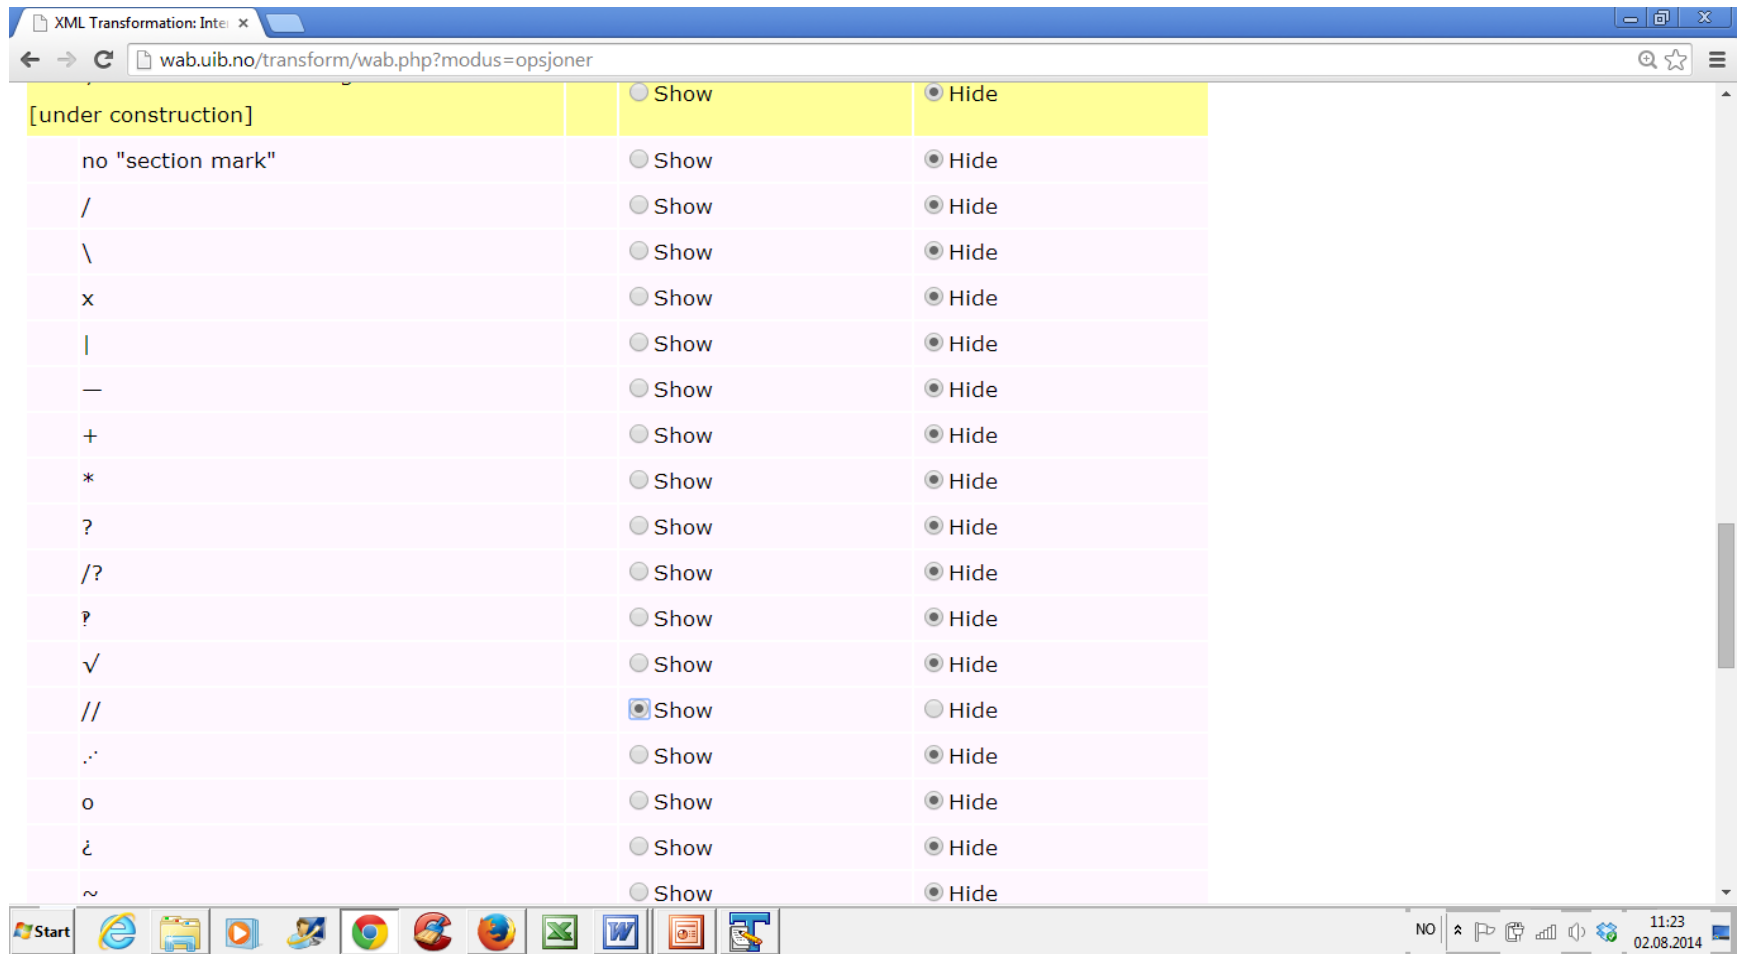 XML Transformation: Inte
wab.uib.no/transform/wab.php?modus=opsjoner
[under construction] Show Hide
no "section mark" Show Hide
/ Show Hide
\ Show Hide
x Show Hide
| Show Hide
— Show Hide
+ Show Hide
* Show Hide
? Show Hide
/? Show Hide
‽ Show Hide
√ Show Hide
// Show Hide
⋰ Show Hide
o Show Hide
¿ Show Hide
~ Show Hide
Start NO 11:23
02.08.2014